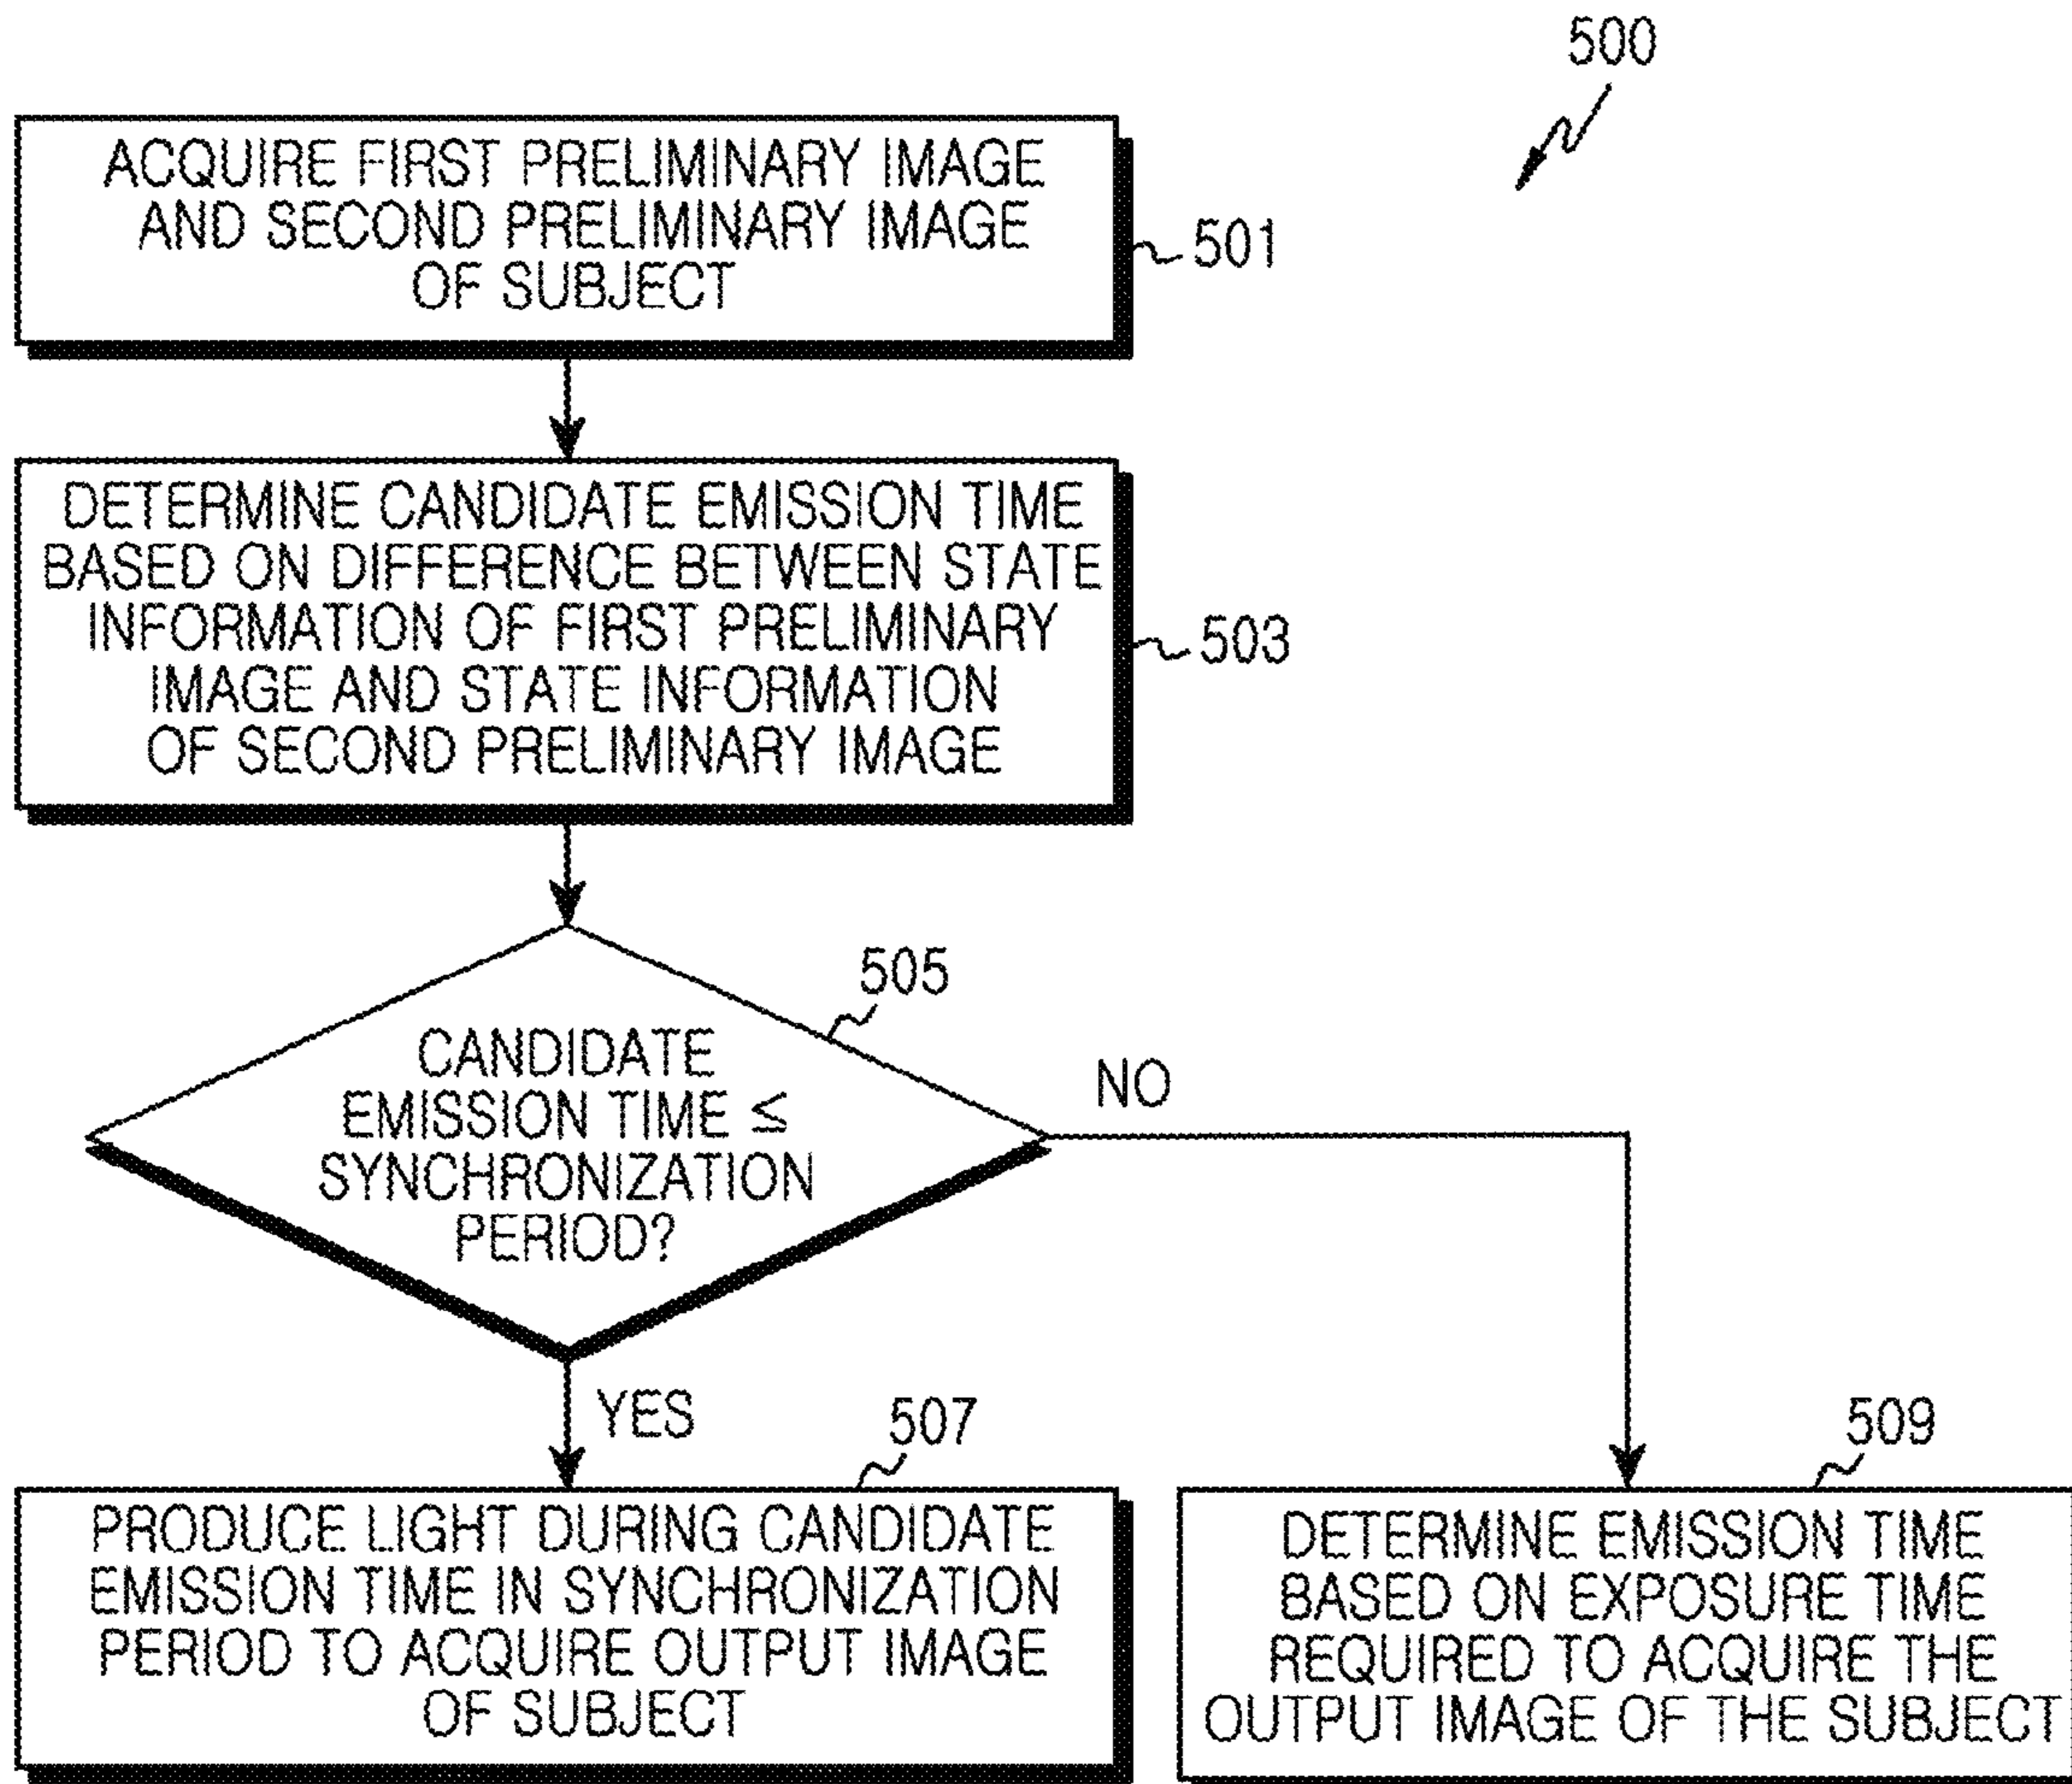 500
ACQUIRE FIRST PRELIMINARY IMAGE
AND SECOND PRELIMINARY IMAGE
OF SUBJECT
501
DETERMINE CANDIDATE EMISSION TIME
BASED ON DIFFERENCE BETWEEN STATE
INFORMATION OF FIRST PRELIMINARY
IMAGE AND STATE INFORMATION
OF SECOND PRELIMINARY IMAGE
503
505
CANDIDATE
EMISSION TIME ≤
SYNCHRONIZATION
PERIOD?
NO
YES
507
PRODUCE LIGHT DURING CANDIDATE
EMISSION TIME IN SYNCHRONIZATION
PERIOD TO ACQUIRE OUTPUT IMAGE
OF SUBJECT
509
DETERMINE EMISSION TIME
BASED ON EXPOSURE TIME
REQUIRED TO ACQUIRE THE
OUTPUT IMAGE OF THE SUBJECT